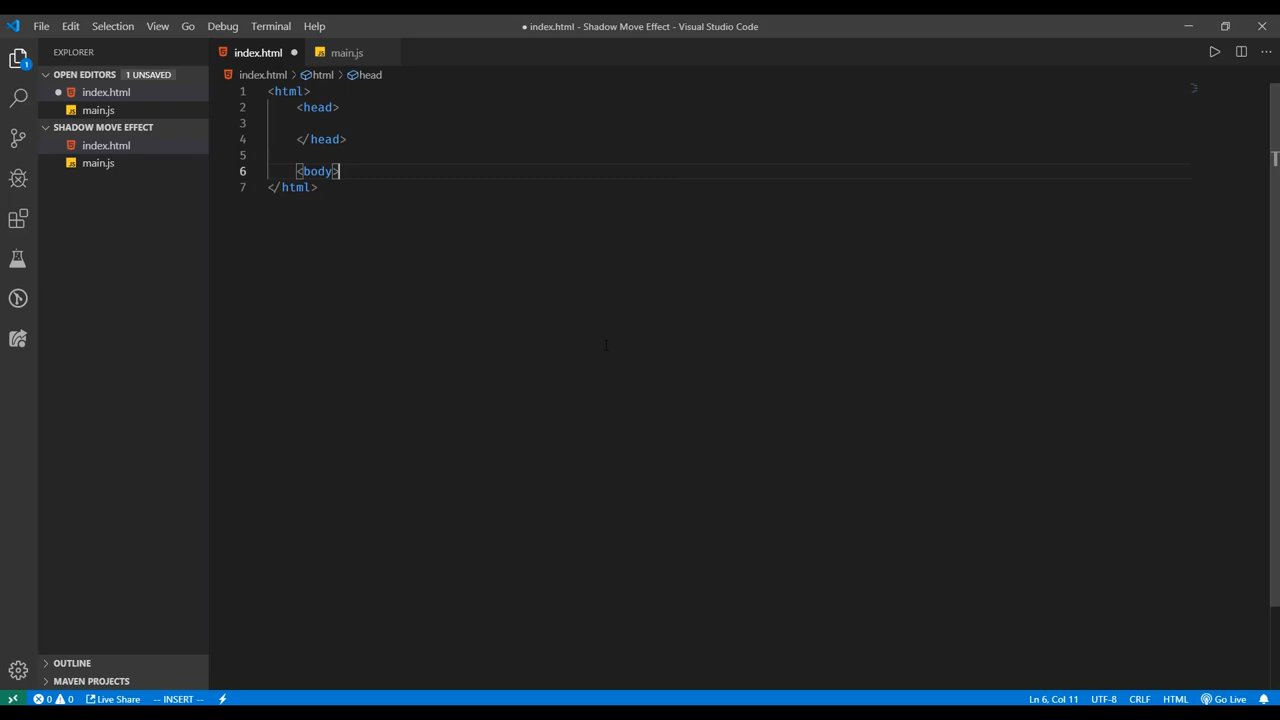 File Edit Selection View Go Debug Terminal Help
● index.html - Shadow Move Effect - Visual Studio Code
EXPLORER
OPEN EDITORS 1 UNSAVED
index.html
main.js
SHADOW MOVE EFFECT
index.html
main.js
OUTLINE
MAVEN PROJECTS
1
index.html ● main.js
index.html > html > head
1 <html>
2 <head>
3
4 </head>
5
6 <body>
7 </html>
0 0 Live Share -- INSERT -- Ln 6, Col 11 UTF-8 CRLF HTML Go Live